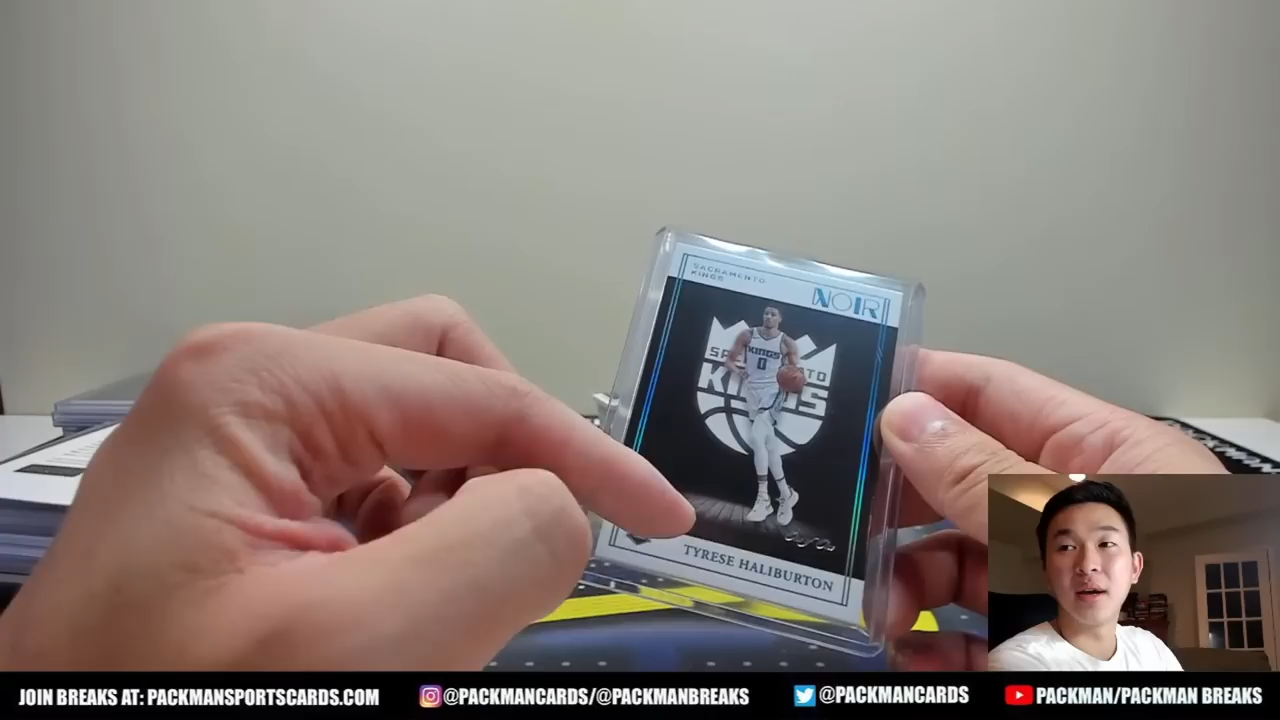 SACRAMENTO
KINGS
NOIR
KINGS
0
TYRESE HALIBURTON
JOIN BREAKS AT: PACKMANSPORTSCARDS.COM
@PACKMANCARDS/@PACKMANBREAKS
@PACKMANCARDS
PACKMAN/PACKMAN BREAKS